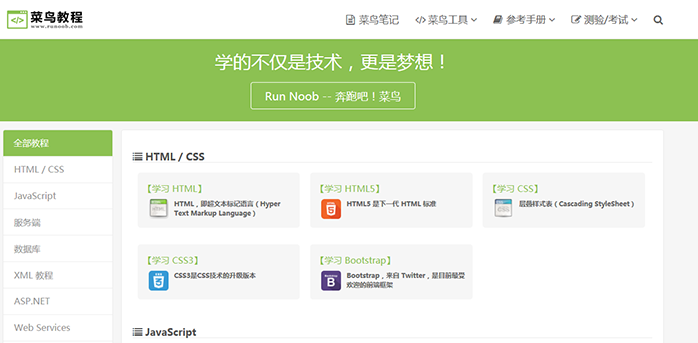 菜鸟教程
www.runoob.com
菜鸟笔记
菜鸟工具
参考手册
测验/考试
学的不仅是技术，更是梦想！
Run Noob -- 奔跑吧！菜鸟
全部教程
HTML / CSS
JavaScript
服务端
数据库
XML 教程
ASP.NET
Web Services
HTML / CSS
【学习 HTML】
HTML，即超文本标记语言（Hyper
Text Markup Language）
【学习 HTML5】
HTML5 是下一代 HTML 标准
【学习 CSS】
层叠样式表（Cascading StyleSheet）
【学习 CSS3】
CSS3是CSS技术的升级版本
【学习 Bootstrap】
Bootstrap，来自 Twitter，是目前最受
欢迎的前端框架
JavaScript